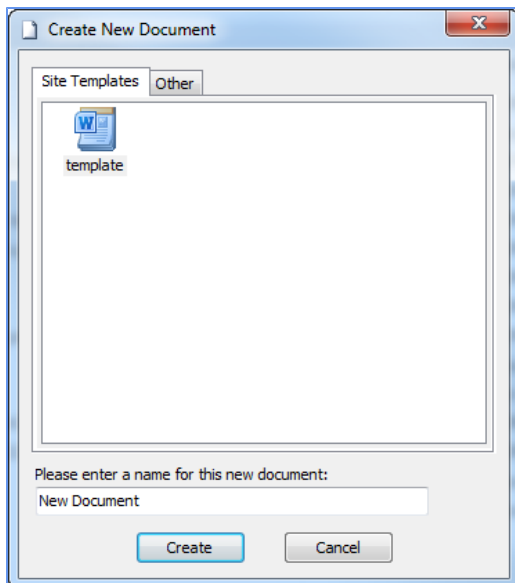 Create New Document
Site Templates Other
template
Please enter a name for this new document:
New Document
Create Cancel